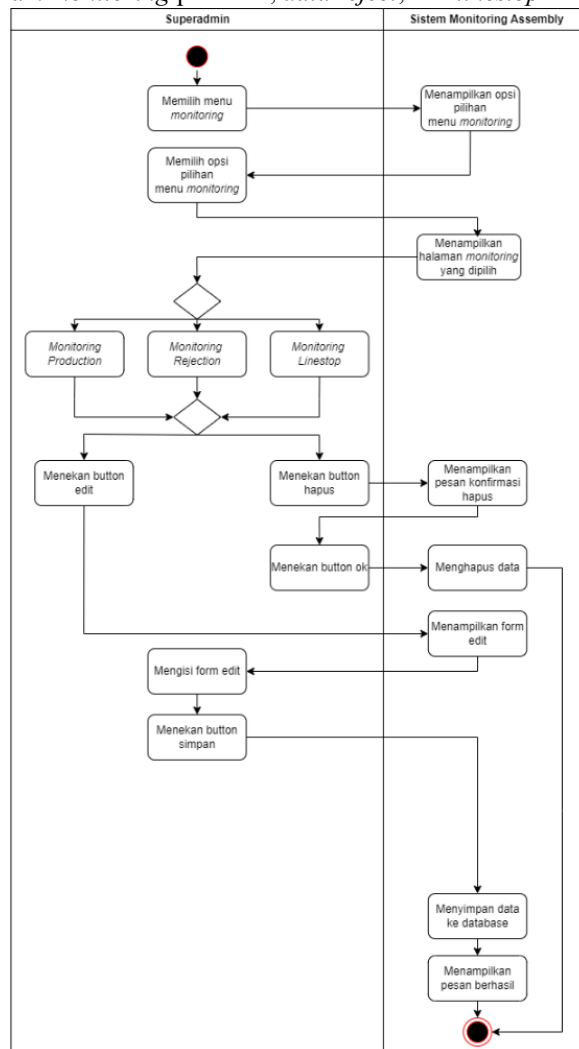 Superadmin
Sistem Monitoring Assembly
Memilih menu
monitoring
Menampilkan opsi
pilihan
menu monitoring
Memilih opsi
pilihan
menu monitoring
Menampilkan
halaman monitoring
yang dipilih
Monitoring
Production
Monitoring
Rejection
Monitoring
Linestop
Menekan button
edit
Menekan button
hapus
Menampilkan
pesan konfirmasi
hapus
Menekan button ok
Menghapus data
Menampilkan form
edit
Mengisi form edit
Menekan button
simpan
Menyimpan data
ke database
Menampilkan
pesan berhasil